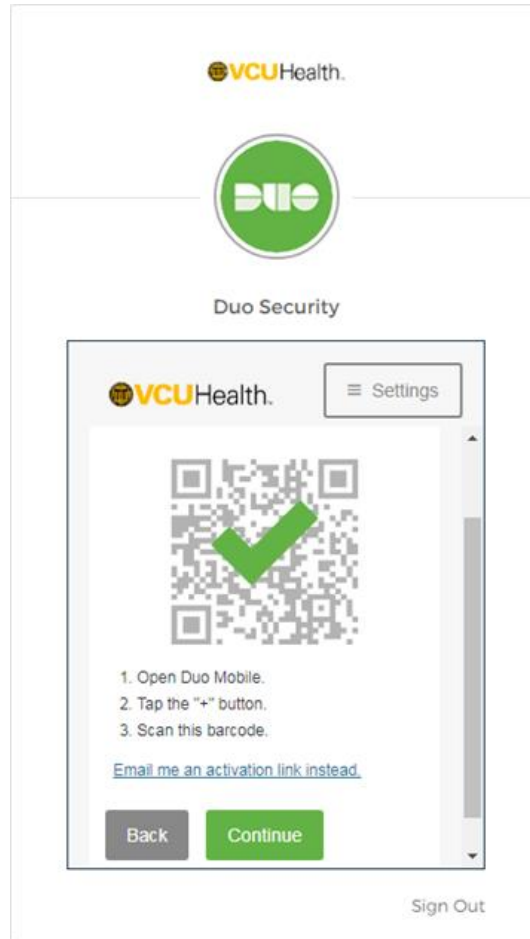 VCUHealth.
DUO
Duo Security
VCUHealth.
≡ Settings
1. Open Duo Mobile.
2. Tap the "+" button.
3. Scan this barcode.
Email me an activation link instead.
Back Continue
Sign Out